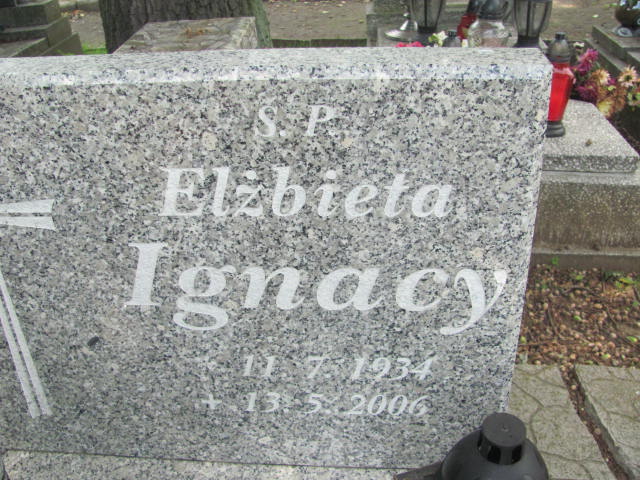 S. P.
Elżbieta
Ignacy
* 11. 7. 1934
+ 13. 5. 2006